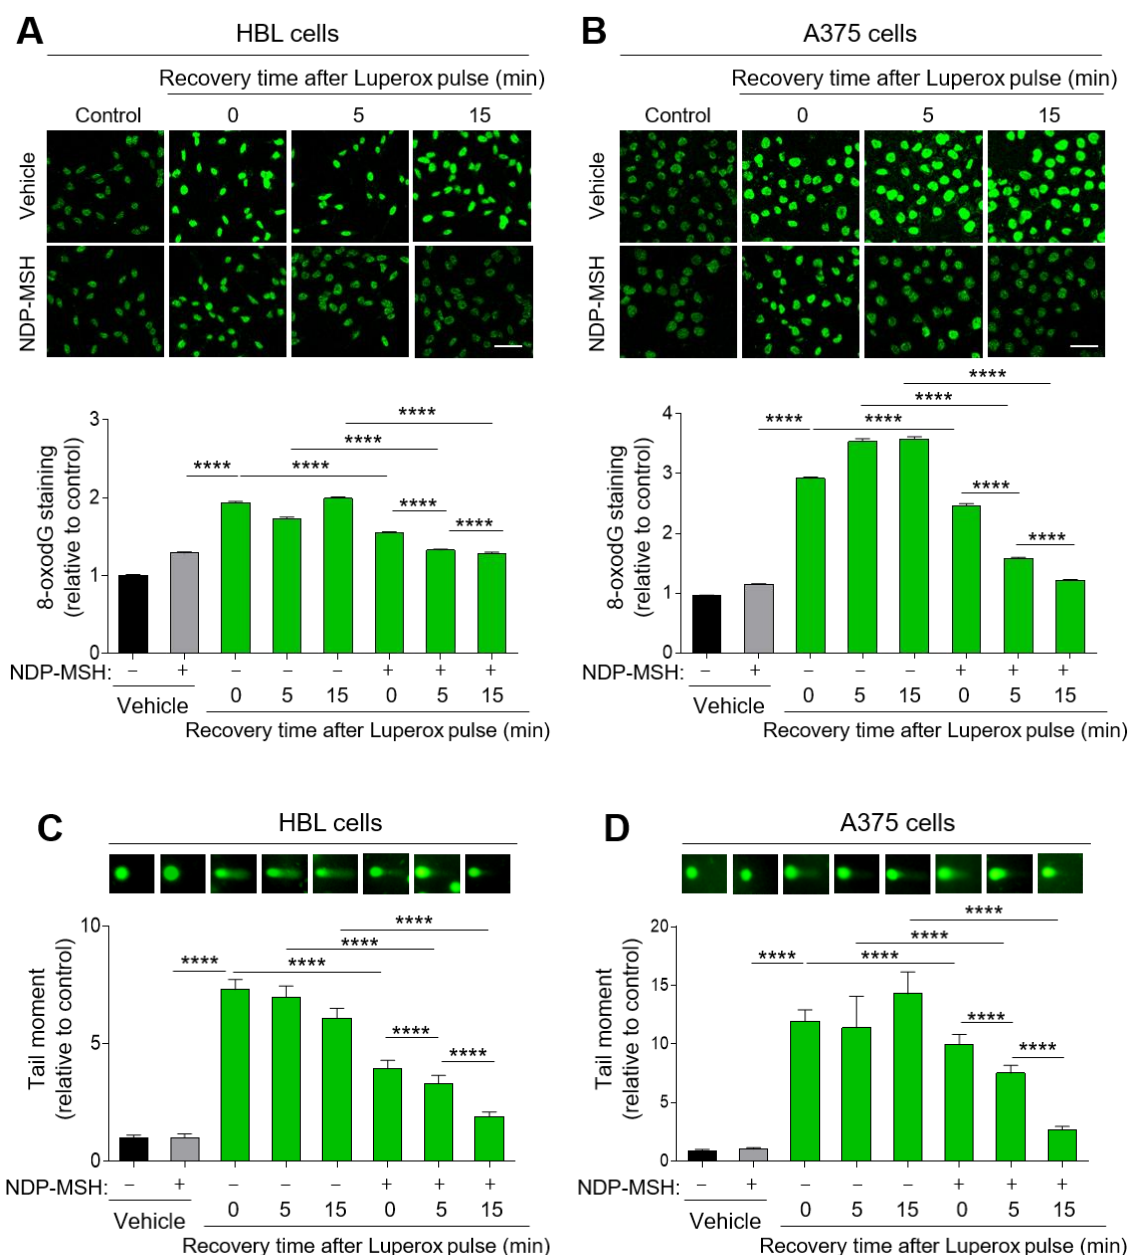 A
HBL cells
Recovery time after Luperox pulse (min)
Control 0 5 15
Vehicle
NDP-MSH
8-oxodG staining
(relative to control)
3
2
1
0
**** **** **** **** **** ****
NDP-MSH: – + – – – + + +
Vehicle 0 5 15 0 5 15
Recovery time after Luperox pulse (min)
B
A375 cells
Recovery time after Luperox pulse (min)
Control 0 5 15
Vehicle
NDP-MSH
8-oxodG staining
(relative to control)
4
3
2
1
0
**** **** **** **** **** ****
NDP-MSH: – + – – – + + +
Vehicle 0 5 15 0 5 15
Recovery time after Luperox pulse (min)
C
HBL cells
Tail moment
(relative to control)
10
5
0
**** **** **** **** **** ****
NDP-MSH: – + – – – + + +
Vehicle 0 5 15 0 5 15
Recovery time after Luperox pulse (min)
D
A375 cells
Tail moment
(relative to control)
20
15
10
5
0
**** **** **** **** **** ****
NDP-MSH: – + – – – + + +
Vehicle 0 5 15 0 5 15
Recovery time after Luperox pulse (min)